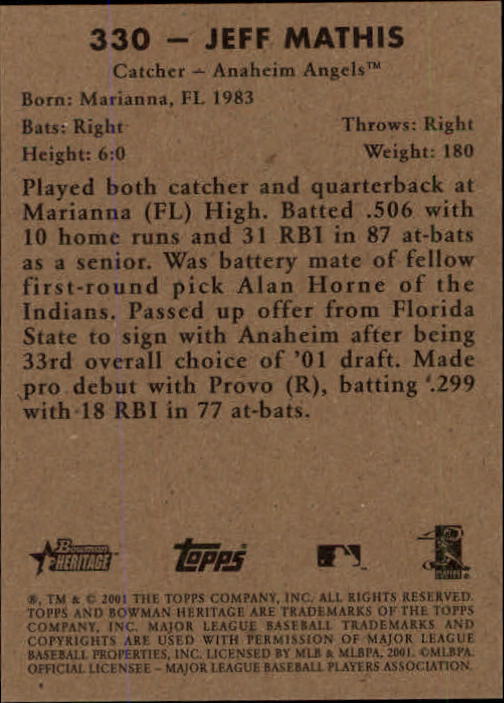 330 – JEFF MATHIS
Catcher – Anaheim Angels™
Born: Marianna, FL 1983
Bats: Right Throws: Right
Height: 6:0 Weight: 180
Played both catcher and quarterback at
Marianna (FL) High. Batted .506 with
10 home runs and 31 RBI in 87 at-bats
as a senior. Was battery mate of fellow
first-round pick Alan Horne of the
Indians. Passed up offer from Florida
State to sign with Anaheim after being
33rd overall choice of '01 draft. Made
pro debut with Provo (R), batting .299
with 18 RBI in 77 at-bats.
Bowman HERITAGE Topps
®, TM & © 2001 THE TOPPS COMPANY, INC. ALL RIGHTS RESERVED.
TOPPS AND BOWMAN HERITAGE ARE TRADEMARKS OF THE TOPPS
COMPANY, INC. MAJOR LEAGUE BASEBALL TRADEMARKS AND
COPYRIGHTS ARE USED WITH PERMISSION OF MAJOR LEAGUE
BASEBALL PROPERTIES, INC. LICENSED BY MLB & MLBPA, 2001. ©MLBPA.
OFFICIAL LICENSEE – MAJOR LEAGUE BASEBALL PLAYERS ASSOCIATION.